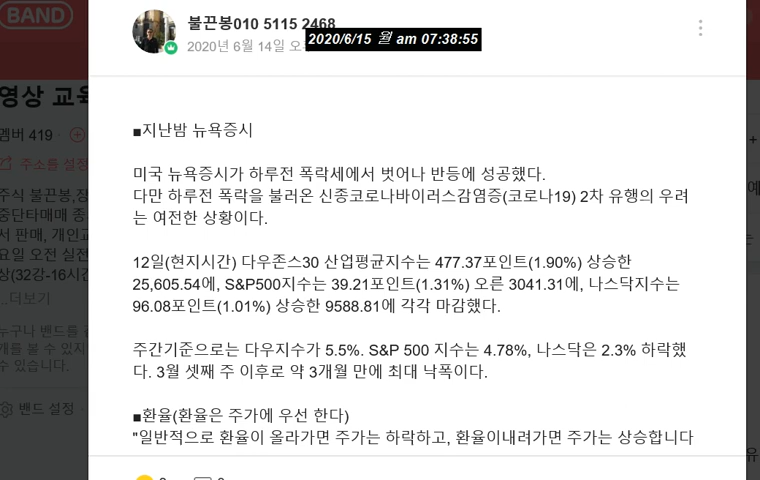 BAND
불끈봉010 5115 2468
2020년 6월 14일 오
2020/6/15 월 am 07:38:55
영상 교육
멤버 419 ·
주소를 설정
주식 불끈봉,장
중단타매매 종
서 판매, 개인교
요일 오전 실전
상(32강-16시간
...더보기
누구나 밴드를 검
개를 볼 수 있지
수 있습니다.
밴드 설정
■지난밤 뉴욕증시
미국 뉴욕증시가 하루전 폭락세에서 벗어나 반등에 성공했다.
다만 하루전 폭락을 불러온 신종코로나바이러스감염증(코로나19) 2차 유행의 우려
는 여전한 상황이다.
12일(현지시간) 다우존스30 산업평균지수는 477.37포인트(1.90%) 상승한
25,605.54에, S&P500지수는 39.21포인트(1.31%) 오른 3041.31에, 나스닥지수는
96.08포인트(1.01%) 상승한 9588.81에 각각 마감했다.
주간기준으로는 다우지수가 5.5%. S&P 500 지수는 4.78%, 나스닥은 2.3% 하락했
다. 3월 셋째 주 이후로 약 3개월 만에 최대 낙폭이다.
■환율(환율은 주가에 우선 한다)
"일반적으로 환율이 올라가면 주가는 하락하고, 환율이내려가면 주가는 상승합니다